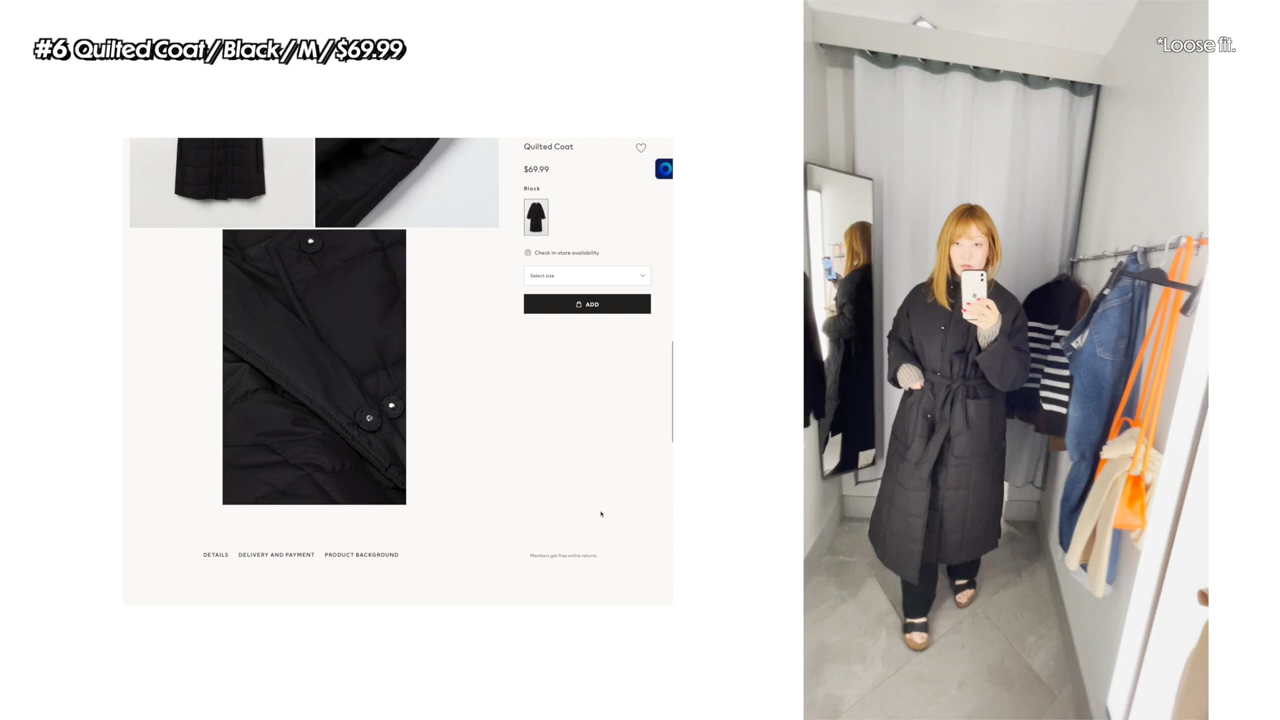 #6 Quilted Coat/Black/M/$69.99
*Loose fit.
Quilted Coat
$69.99
Black
Check in-store availability
Select size
ADD
DETAILS DELIVERY AND PAYMENT PRODUCT BACKGROUND
Members get free online returns.